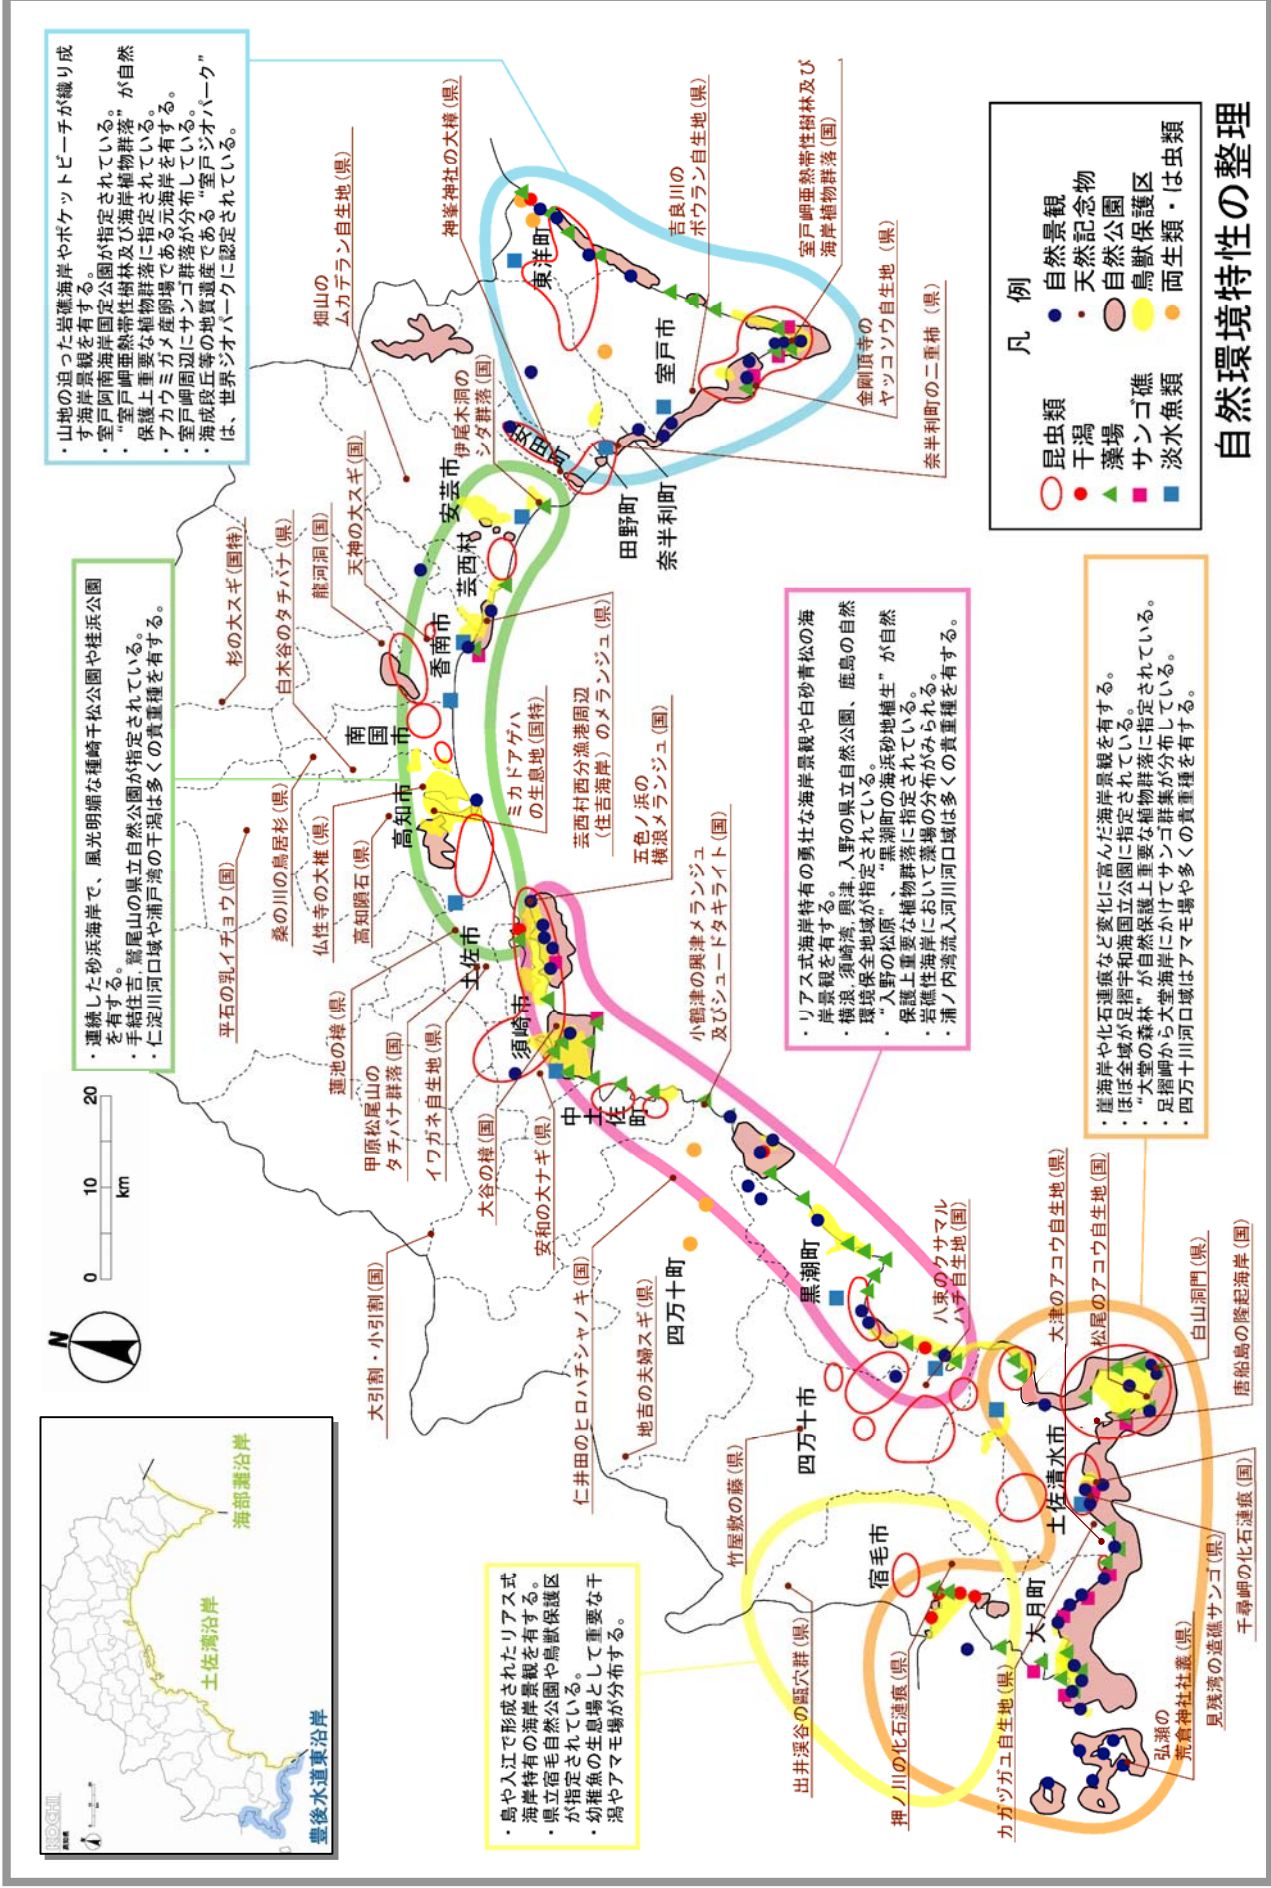 自然環境特性の整理
・山地の迫った岩礁海岸やポケットビーチが織り成
す海岸景観を有する。
・室戸阿南海岸国定公園が指定されている。
・“室戸岬亜熱帯性樹林及び海岸植物群落”が自然
保護上重要な植物群落に指定されている。
・アカウミガメ産卵場である元海岸を有する。
・室戸岬周辺にサンゴ群落が分布している。
・海成段丘等の地質遺産である“室戸ジオパーク”
は、世界ジオパークに認定されている。
・連続した砂浜海岸で、風光明媚な種崎千松公園や桂浜公園
を有する。
・手結住吉,鷲尾山の県立自然公園が指定されている。
・仁淀川河口域や浦戸湾の干潟は多くの貴重種を有する。
・リアス式海岸特有の勇壮な海岸景観や白砂青松の海
岸景観を有する。
・横浪,須崎湾,興津,入野の県立自然公園、鹿島の自然
環境保全地域が指定されている。
・“入野の松原”、“黒潮町の海浜砂地植生”が自然
保護上重要な植物群落に指定されている。
・岩礁性海岸において藻場の分布がみられる。
・浦ノ内湾流入河川河口域は多くの貴重種を有する。
・崖海岸や化石漣痕など変化に富んだ海岸景観を有する。
・ほぼ全域が足摺宇和海国立公園に指定されている。
・“大堂の森林”が自然保護上重要な植物群落に指定されている。
・足摺岬から大堂海岸にかけてサンゴ群集が分布している。
・四万十川河口域はアマモ場や多くの貴重種を有する。
・島や入江で形成されたリアス式
海岸特有の海岸景観を有する。
・県立宿毛自然公園や鳥獣保護区
が指定されている。
・幼稚魚の生息場として重要な干
潟やアマモ場が分布する。
凡 例
昆虫類
干潟
藻場
サンゴ礁
淡水魚類
自然景観
天然記念物
自然公園
鳥獣保護区
両生類・は虫類
N
0
10
20
km
KOCHI
高知県
海部灘沿岸
土佐湾沿岸
豊後水道東沿岸
東洋町
室戸市
奈半利町
田野町
安田町
安芸市
芸西村
香南市
南国市
高知市
土佐市
須崎市
中土佐町
四万十町
黒潮町
四万十市
土佐清水市
大月町
宿毛市
畑山の
ムカデラン自生地(県)
神峯神社の大樟(県)
伊尾木洞の
シダ群落(国)
吉良川の
ボウラン自生地(県)
室戸岬亜熱帯性樹林及び
海岸植物群落(国)
金剛頂寺の
ヤッコソウ自生地(県)
奈半利町の二重柿(県)
天神の大スギ(国)
龍河洞(国)
白木谷のタチバナ(県)
杉の大スギ(国特)
桑の川の鳥居杉(県)
平石の乳イチョウ(国)
仏性寺の大椎(県)
高知隕石(県)
ミカドアゲハ
の生息地(国特)
芸西村西分漁港周辺
(住吉海岸)のメランジュ(県)
五色ノ浜の
横浪メランジュ(国)
小鶴津の興津メランジュ
及びシュードタキライト(国)
蓮池の樟(県)
甲原松尾山の
タチバナ群落(国)
イワガネ自生地(県)
大谷の樟(国)
安和の大ナギ(県)
大引割・小引割(国)
仁井田のヒロハチシャノキ(国)
地吉の夫婦スギ(県)
竹屋敷の藤(県)
八束のクサマル
ハチ自生地(国)
大津のアコウ自生地(県)
松尾のアコウ自生地(国)
白山洞門(県)
唐船島の隆起海岸(国)
千尋岬の化石漣痕(国)
見残湾の造礁サンゴ(県)
弘瀬の
荒倉神社社叢(県)
カガツガユ自生地(県)
押ノ川の化石漣痕(県)
出井渓谷の甌穴群(県)